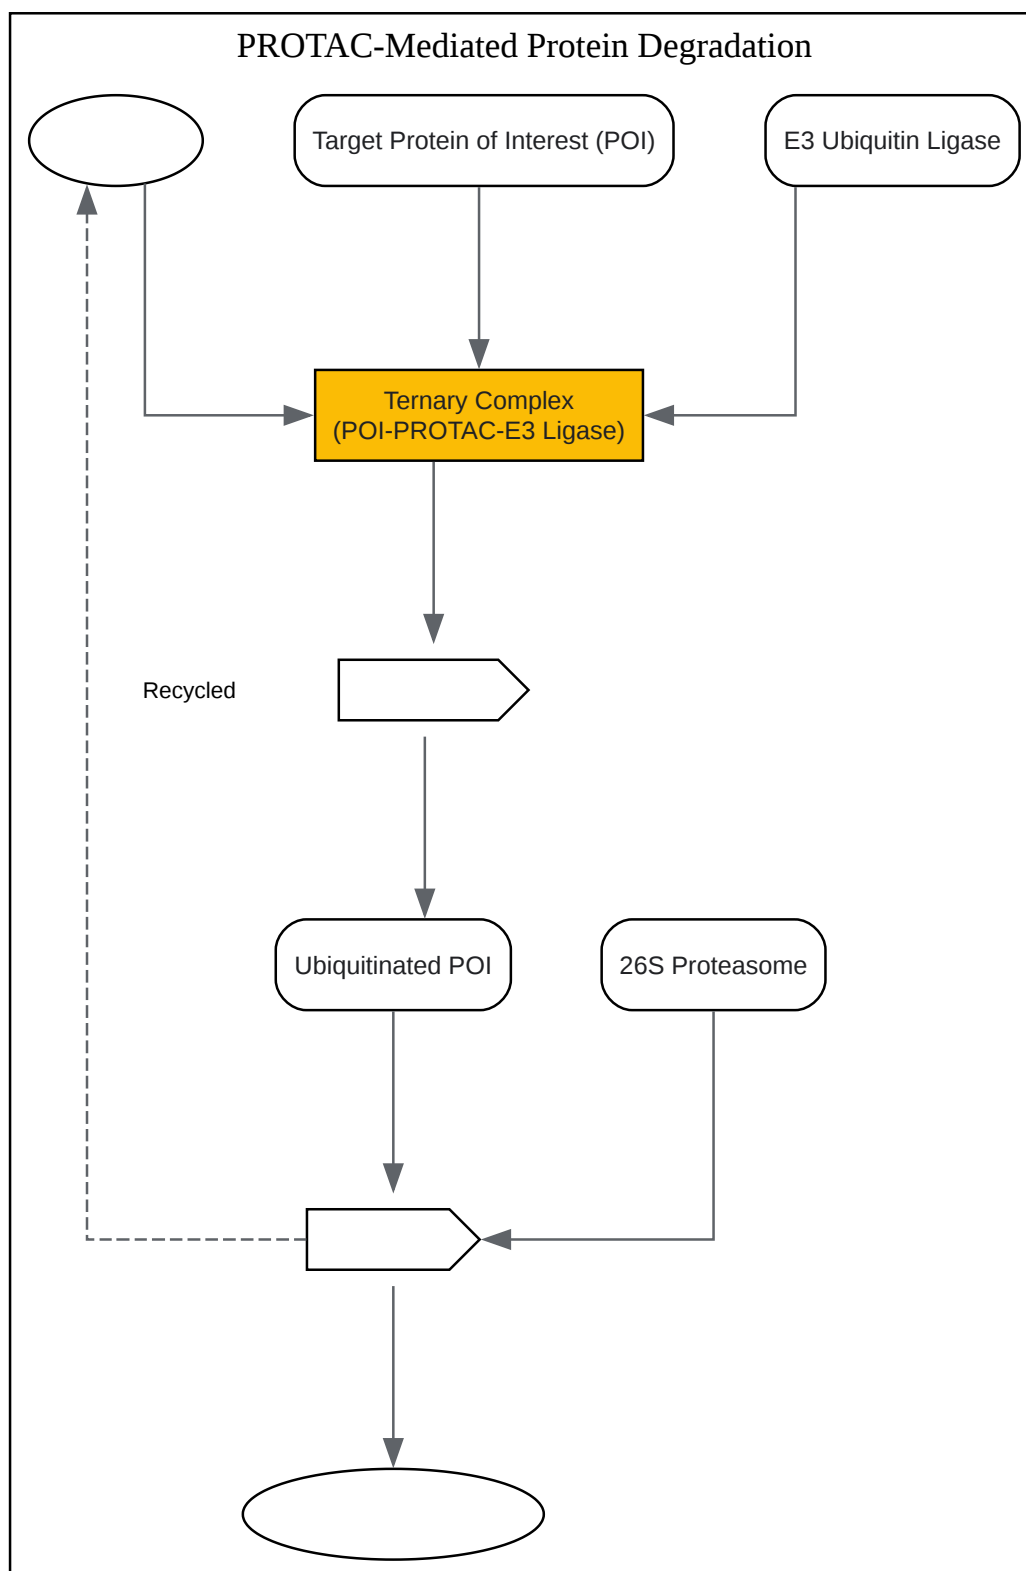 PROTAC-Mediated Protein Degradation
Target Protein of Interest (POI)
E3 Ubiquitin Ligase
Ternary Complex
(POI-PROTAC-E3 Ligase)
Recycled
Ubiquitinated POI
26S Proteasome